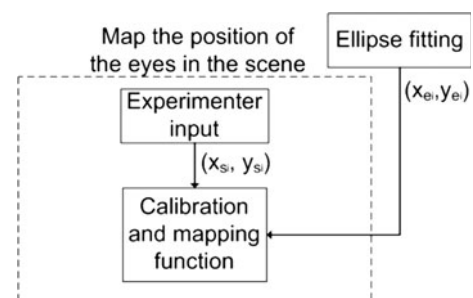 Map the position of
the eyes in the scene
Ellipse fitting
(xei,yei)
Experimenter
input
(xsi, ysi)
Calibration
and mapping
function